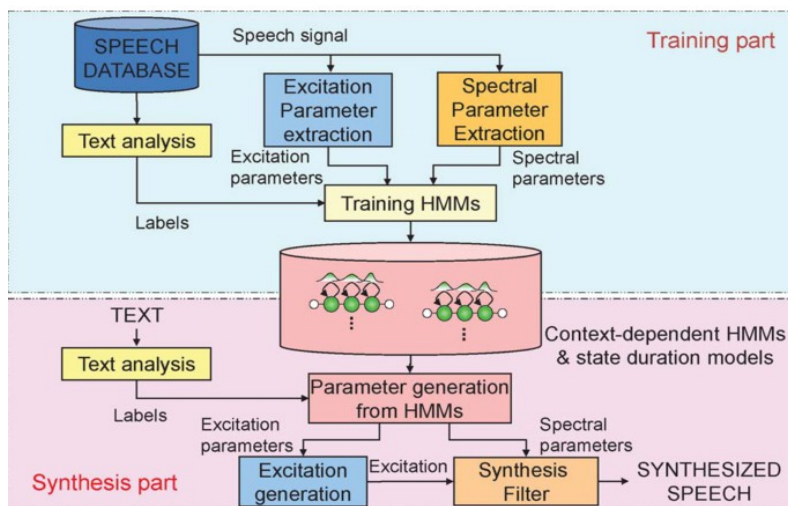 SPEECH
DATABASE
Speech signal
Training part
Excitation
Parameter
extraction
Spectral
Parameter
Extraction
Text analysis
Excitation
parameters
Spectral
parameters
Training HMMs
Labels
TEXT
Context-dependent HMMs
& state duration models
Text analysis
Parameter generation
from HMMs
Labels
Excitation
parameters
Spectral
parameters
Synthesis part
Excitation
generation
Excitation
Synthesis
Filter
SYNTHESIZED
SPEECH